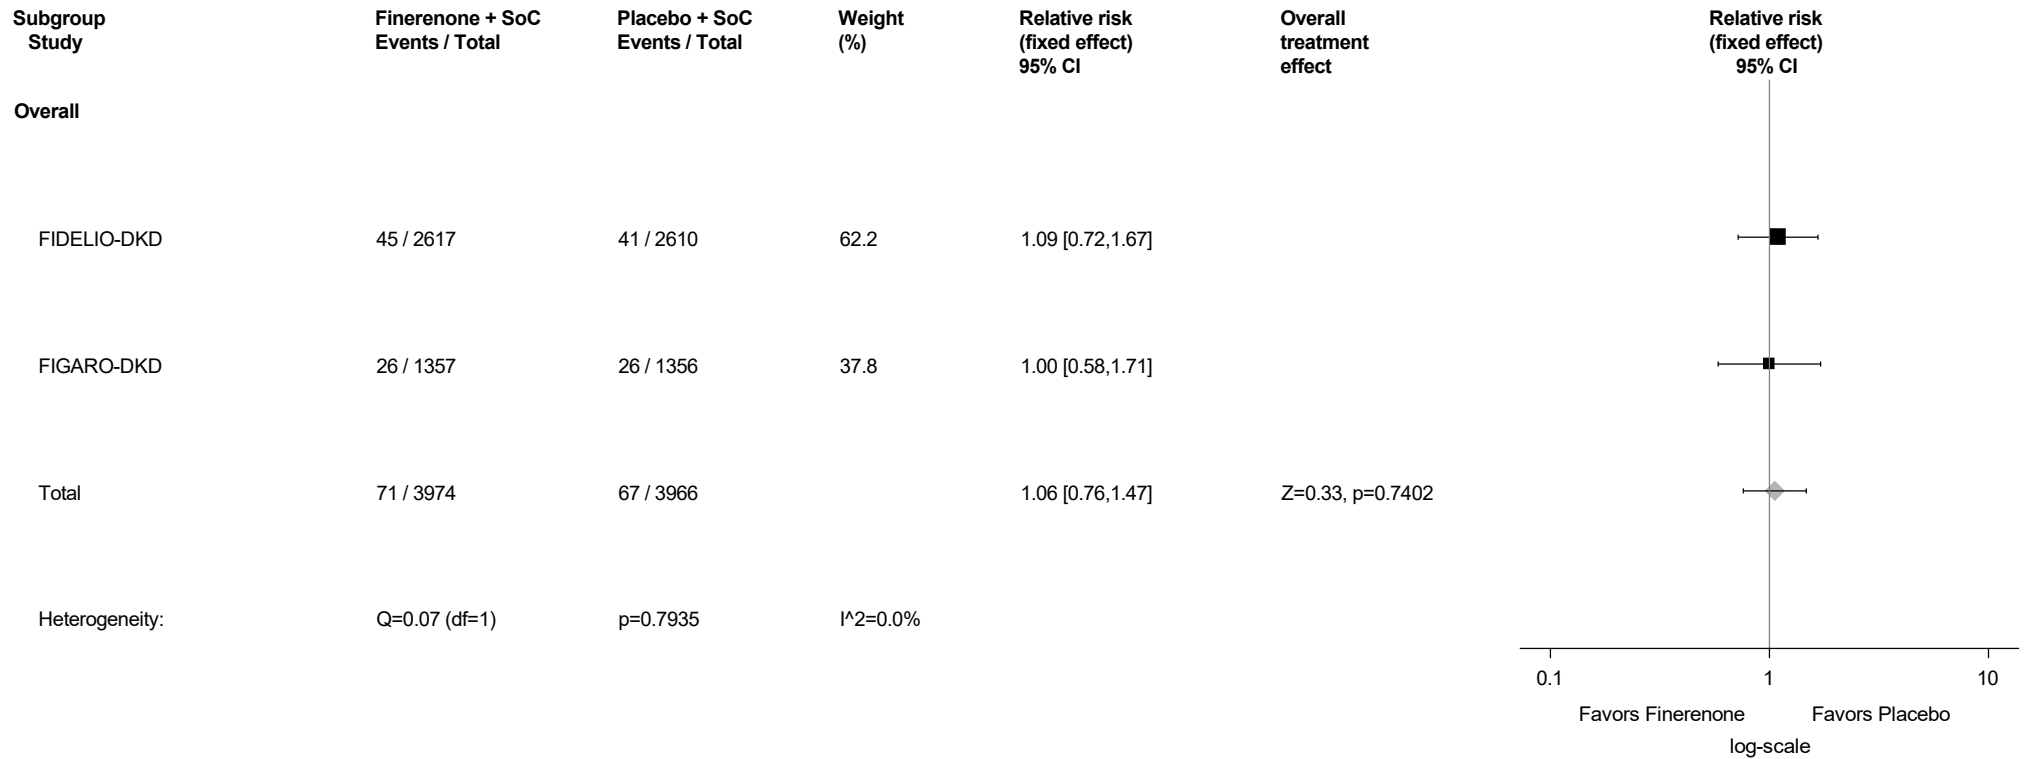 Subgroup Finerenone + SoC Placebo + SoC Weight Relative risk Overall Relative risk
Study Events / Total Events / Total (%) (fixed effect) treatment (fixed effect)
95% CI effect 95% CI
Overall
FIDELIO-DKD 45 / 2617 41 / 2610 62.2 1.09 [0.72,1.67]
FIGARO-DKD 26 / 1357 26 / 1356 37.8 1.00 [0.58,1.71]
Total 71 / 3974 67 / 3966 1.06 [0.76,1.47] Z=0.33, p=0.7402
Heterogeneity: Q=0.07 (df=1) p=0.7935 I^2=0.0%
0.1 1 10
Favors Finerenone Favors Placebo
log-scale